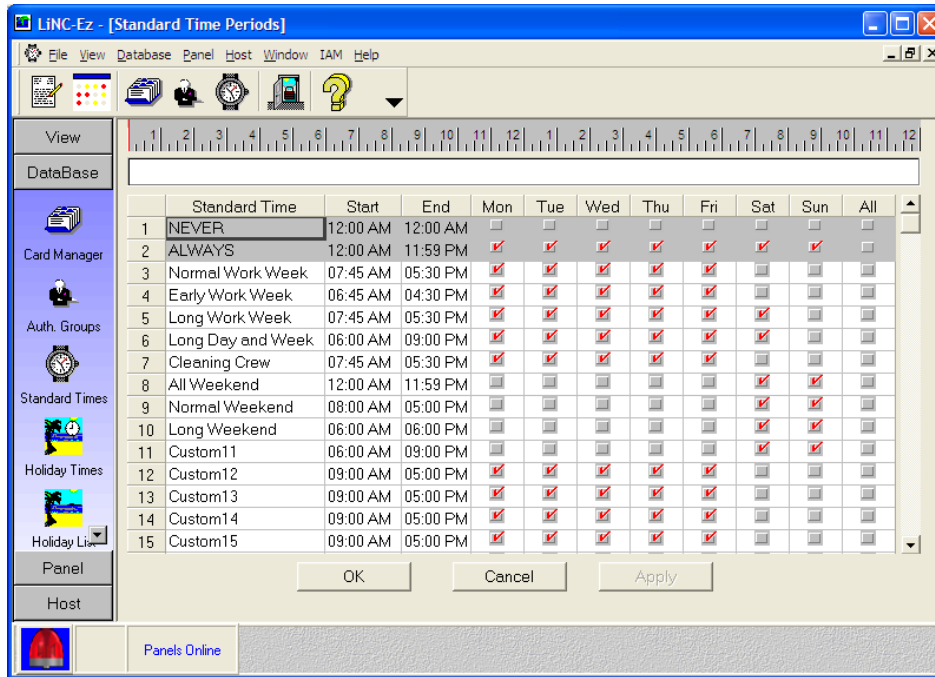 LiNC-Ez - [Standard Time Periods]
File View Database Panel Host Window IAM Help
View
DataBase
Card Manager
Auth. Groups
Standard Times
Holiday Times
Holiday Lis
Panel
Host
1 2 3 4 5 6 7 8 9 10 11 12 1 2 3 4 5 6 7 8 9 10 11 12
Standard Time Start End Mon Tue Wed Thu Fri Sat Sun All
1 NEVER 12:00 AM 12:00 AM
2 ALWAYS 12:00 AM 11:59 PM
3 Normal Work Week 07:45 AM 05:30 PM
4 Early Work Week 06:45 AM 04:30 PM
5 Long Work Week 07:45 AM 05:30 PM
6 Long Day and Week 06:00 AM 09:00 PM
7 Cleaning Crew 07:45 AM 05:30 PM
8 All Weekend 12:00 AM 11:59 PM
9 Normal Weekend 08:00 AM 05:00 PM
10 Long Weekend 06:00 AM 06:00 PM
11 Custom11 06:00 AM 09:00 PM
12 Custom12 09:00 AM 05:00 PM
13 Custom13 09:00 AM 05:00 PM
14 Custom14 09:00 AM 05:00 PM
15 Custom15 09:00 AM 05:00 PM
OK Cancel Apply
Panels Online